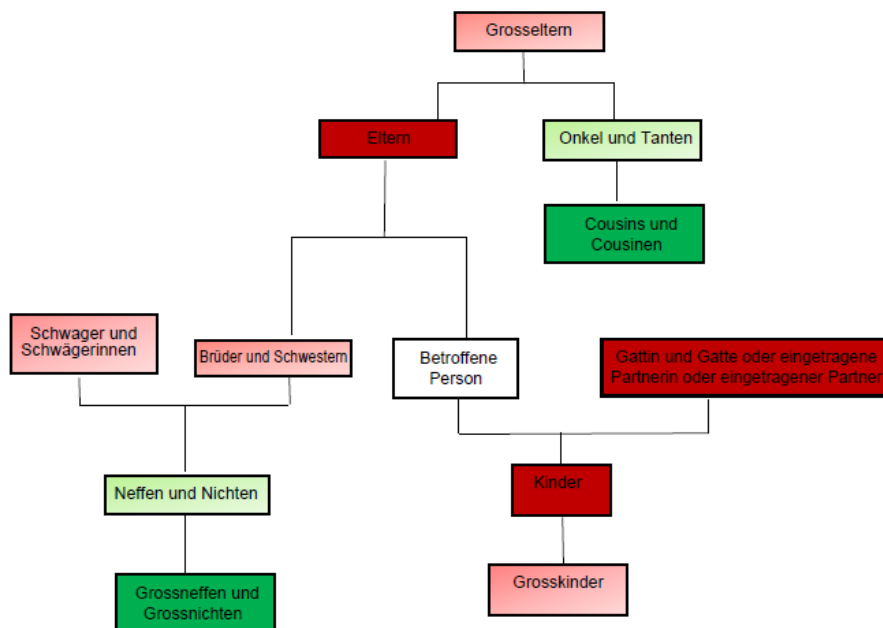 Grosseltern
Eltern
Onkel und Tanten
Cousins und
Cousinen
Schwager und
Schwägerinnen
Brüder und Schwestern
Betroffene
Person
Gattin und Gatte oder eingetragene
Partnerin oder eingetragener Partner
Neffen und Nichten
Kinder
Grossneffen und
Grossnichten
Grosskinder